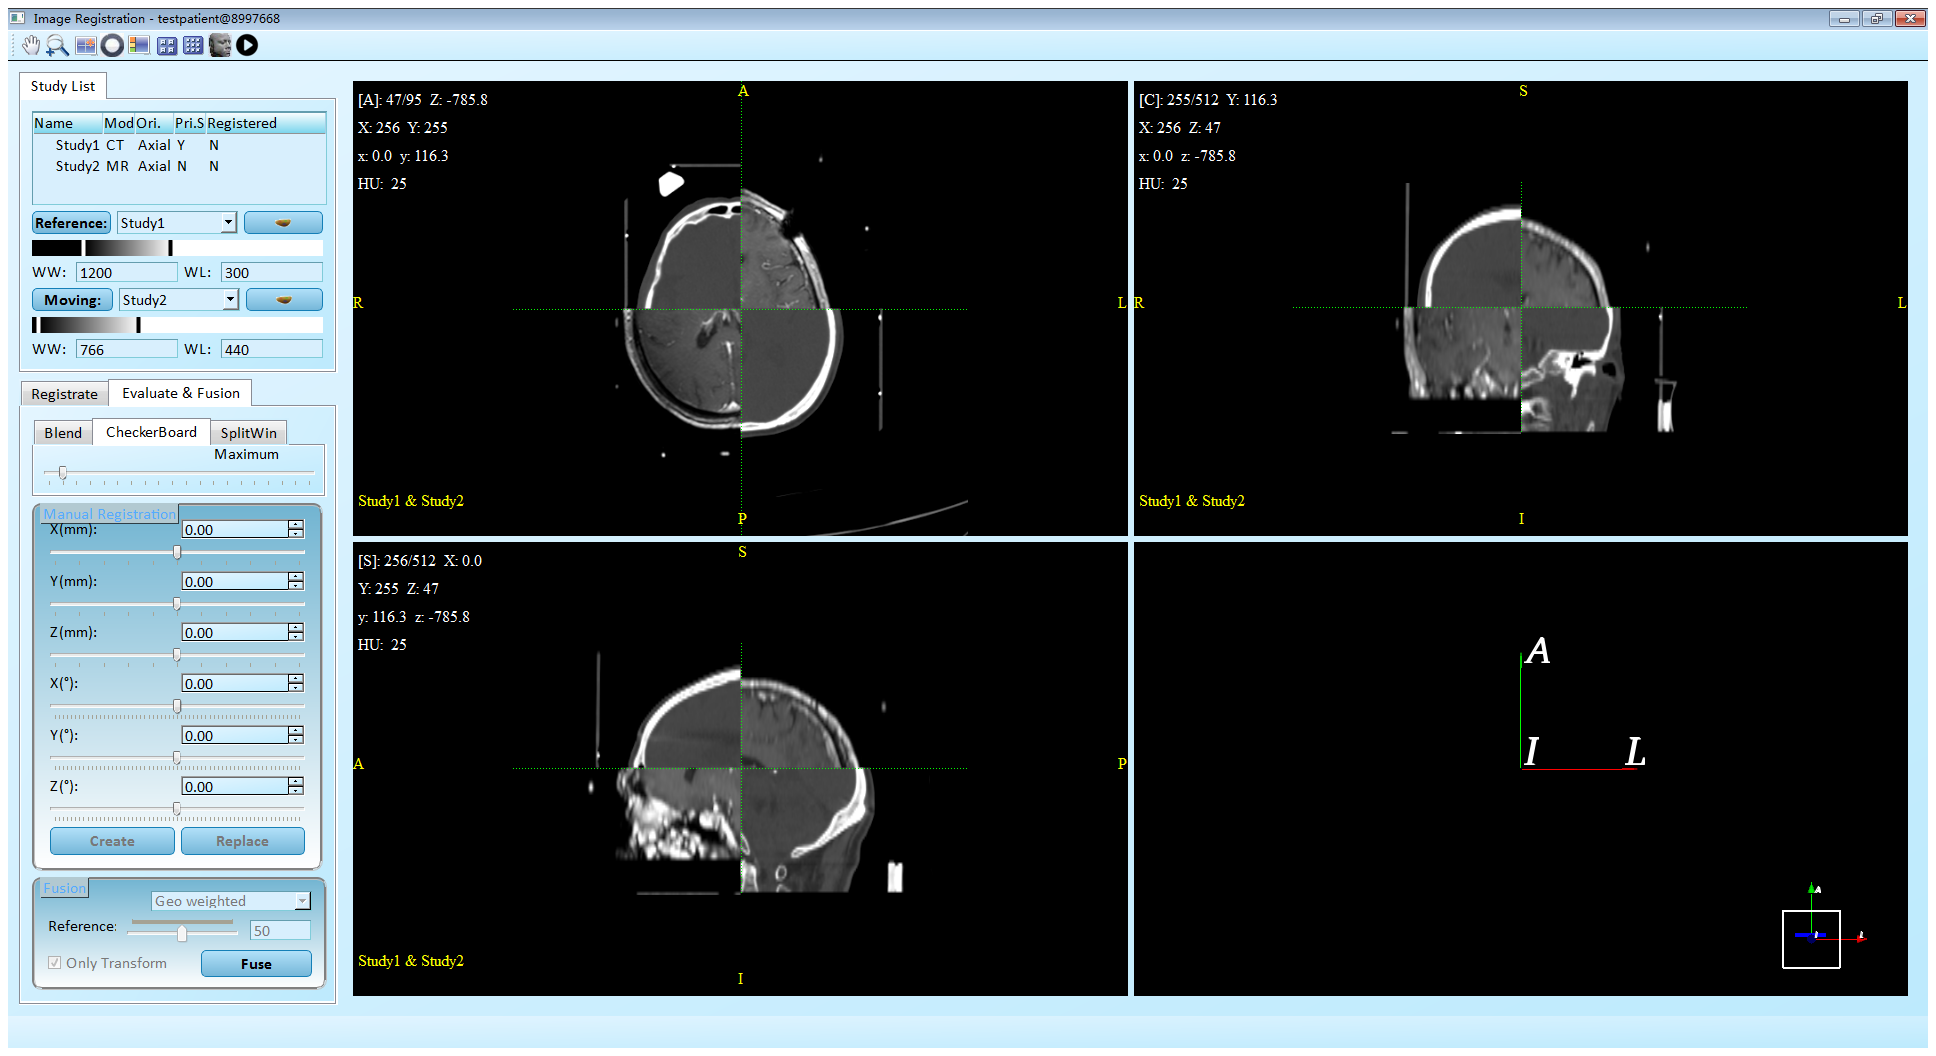 Image Registration - testpatient@8997668
Study List
Name Mod Ori. Pri.S Registered
Study1 CT Axial Y N
Study2 MR Axial N N
Reference: Study1
WW: 1200 WL: 300
Moving: Study2
WW: 766 WL: 440
Registrate Evaluate & Fusion
Blend CheckerBoard SplitWin
Maximum
Manual Registration
X(mm): 0.00
Y(mm): 0.00
Z(mm): 0.00
X(°): 0.00
Y(°): 0.00
Z(°): 0.00
Create Replace
Fusion
Geo weighted
Reference: 50
Only Transform Fuse
[A]: 47/95 Z: -785.8
X: 256 Y: 255
x: 0.0 y: 116.3
HU: 25
A
R
L
P
Study1 & Study2
[C]: 255/512 Y: 116.3
X: 256 Z: 47
x: 0.0 z: -785.8
HU: 25
S
R
L
I
Study1 & Study2
[S]: 256/512 X: 0.0
Y: 255 Z: 47
y: 116.3 z: -785.8
HU: 25
S
A
P
I
Study1 & Study2
A
I L
A
L